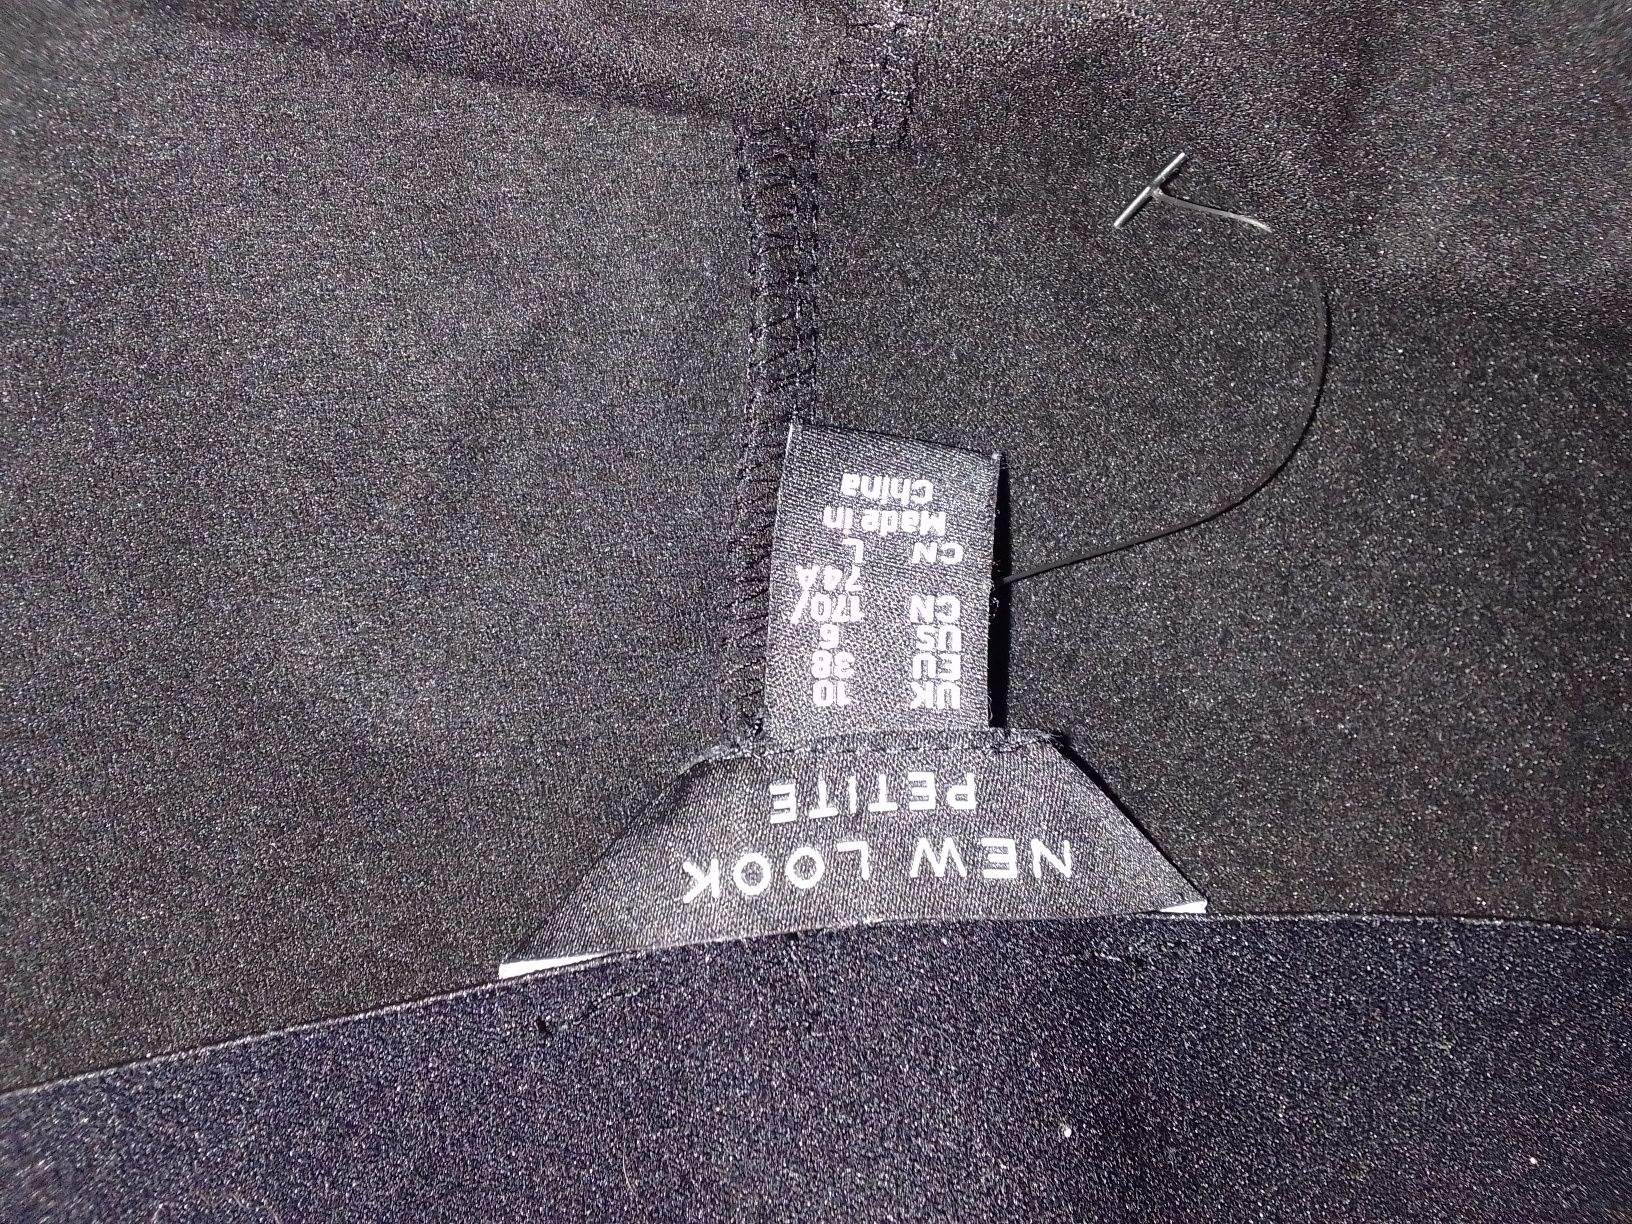 NEW LOOK
PETITE
UK 10
EU 38
US 6
CN 170/
74A
CN L
Made in
China